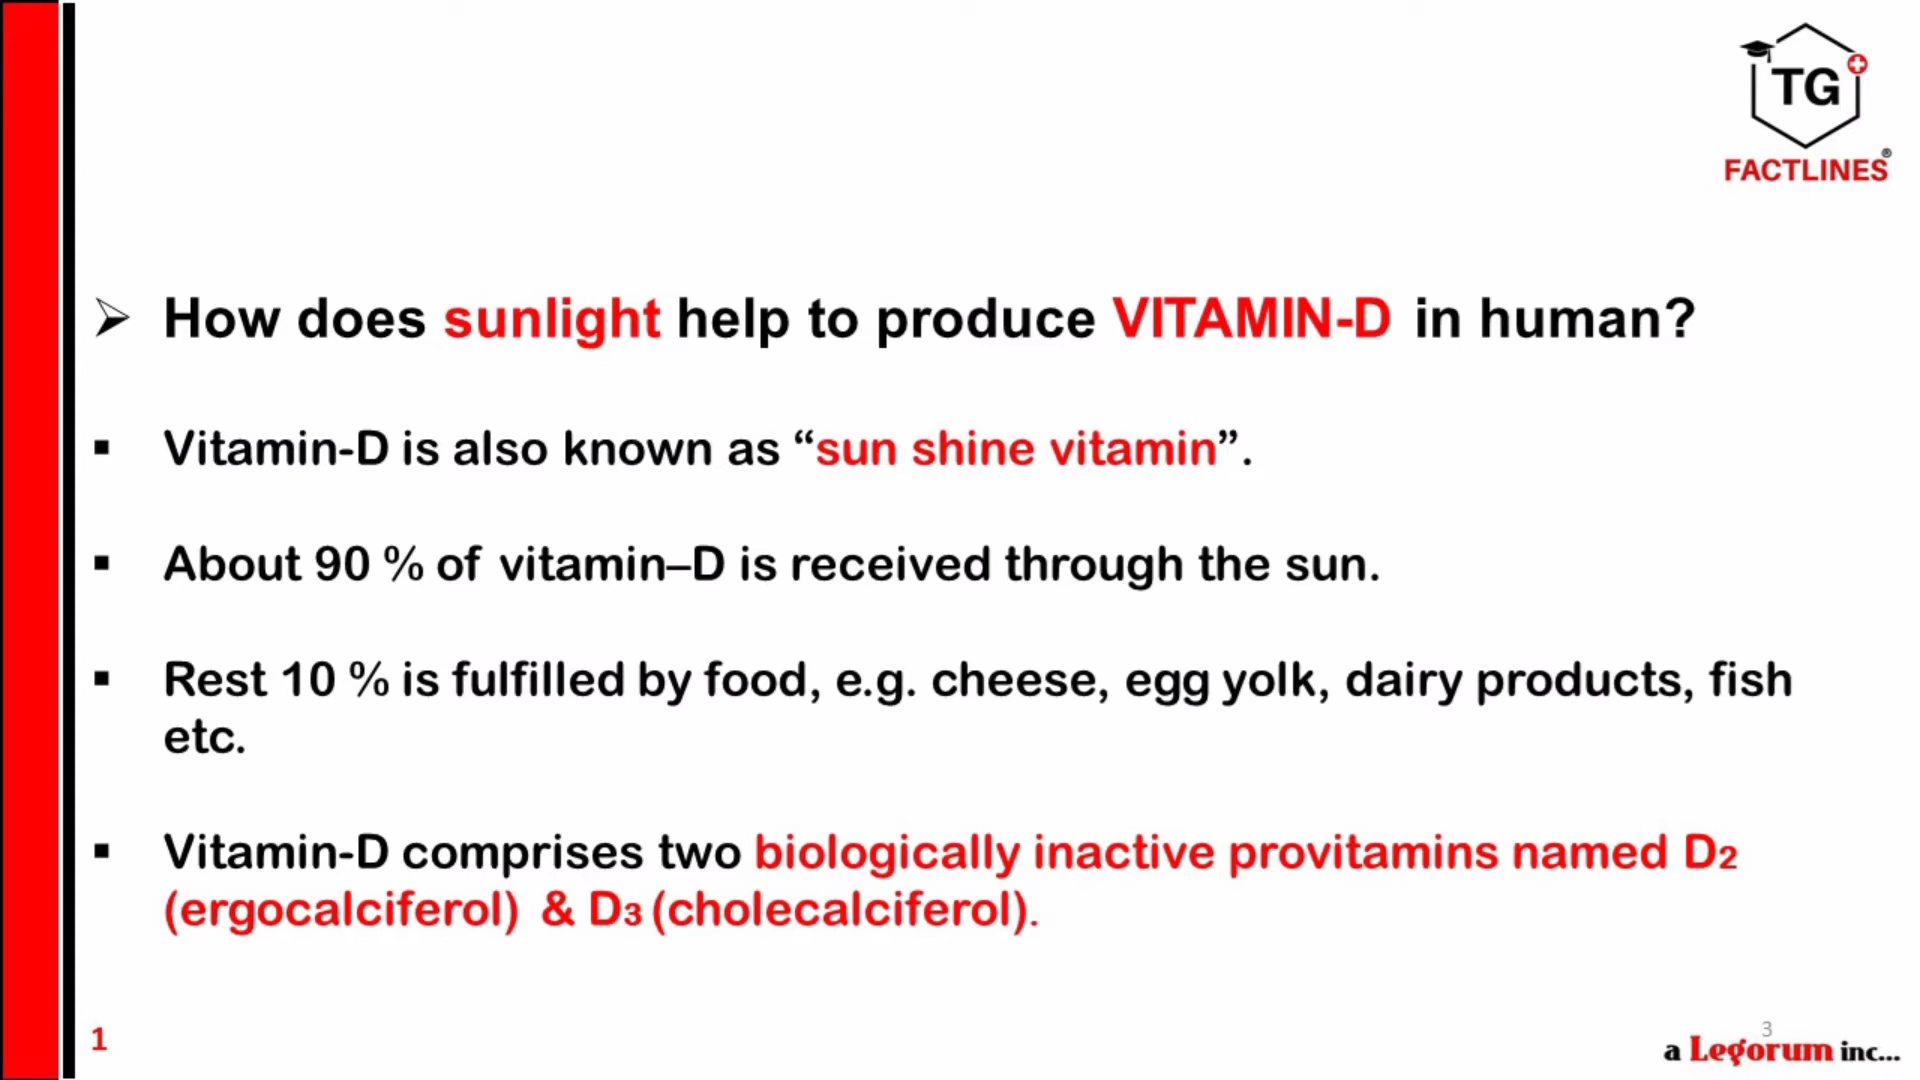 TG
FACTLINES®
➢ How does sunlight help to produce VITAMIN-D in human?
▪ Vitamin-D is also known as “sun shine vitamin”.
▪ About 90 % of vitamin–D is received through the sun.
▪ Rest 10 % is fulfilled by food, e.g. cheese, egg yolk, dairy products, fish
etc.
▪ Vitamin-D comprises two biologically inactive provitamins named D₂
(ergocalciferol) & D₃ (cholecalciferol).
1
3
a Legorum inc...